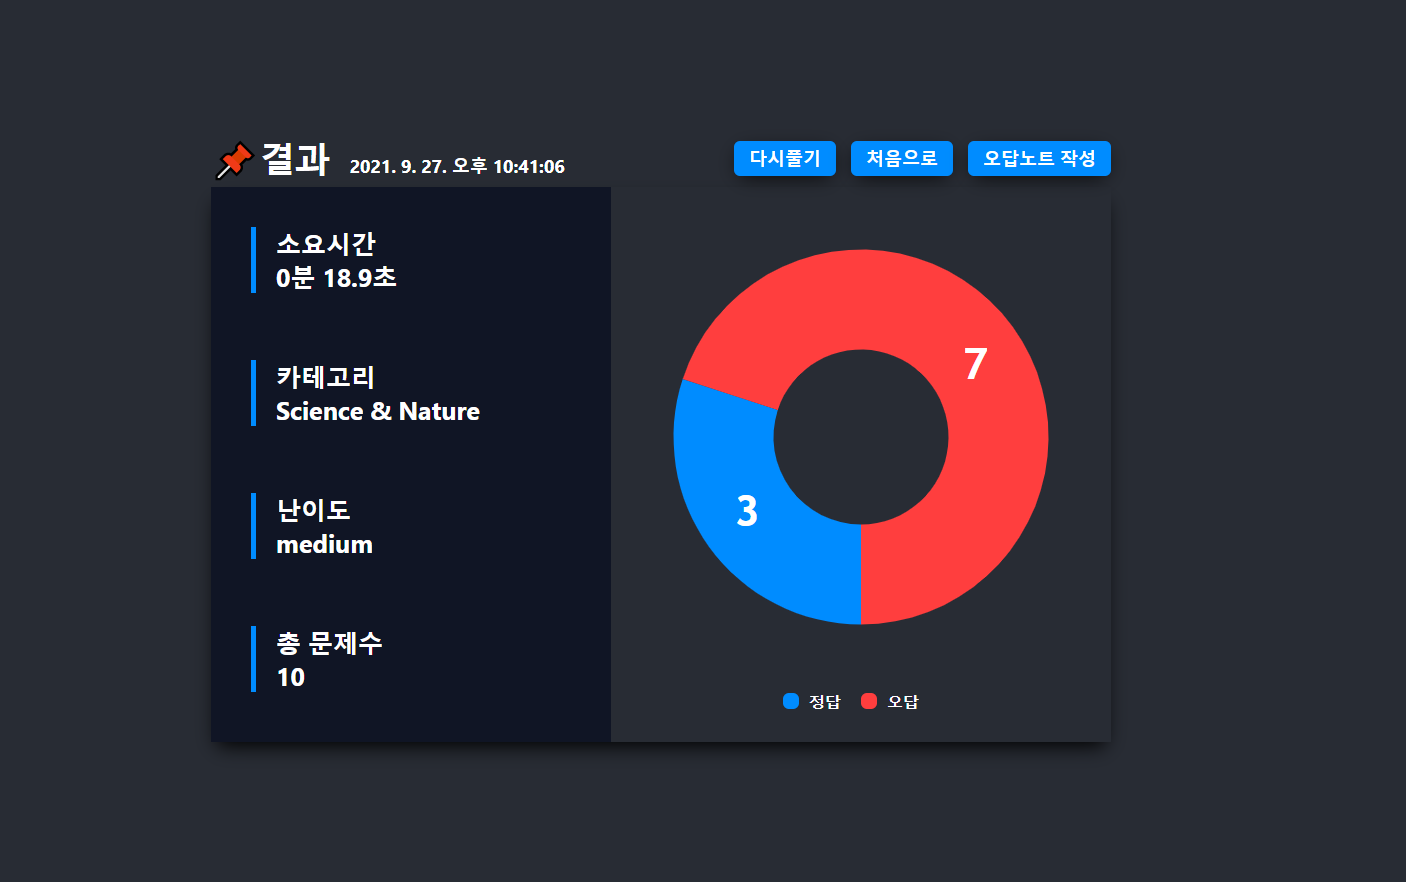 결과 2021. 9. 27. 오후 10:41:06
다시풀기 처음으로 오답노트 작성
소요시간
0분 18.9초
카테고리
Science & Nature
난이도
medium
총 문제수
10
7
3
정답 오답